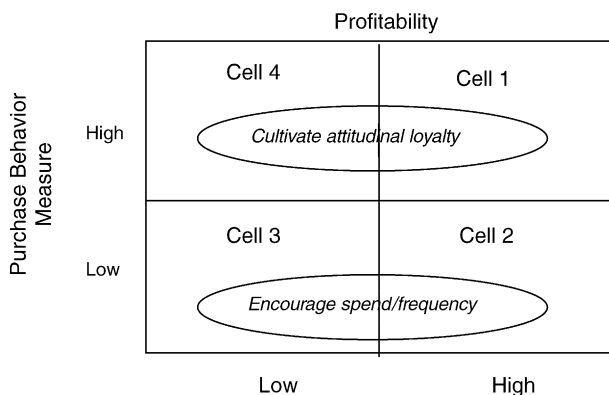 Profitability
Cell 4
Cell 1
High
Cultivate attitudinal loyalty
Purchase Behavior
Measure
Cell 3
Cell 2
Low
Encourage spend/frequency
Low
High